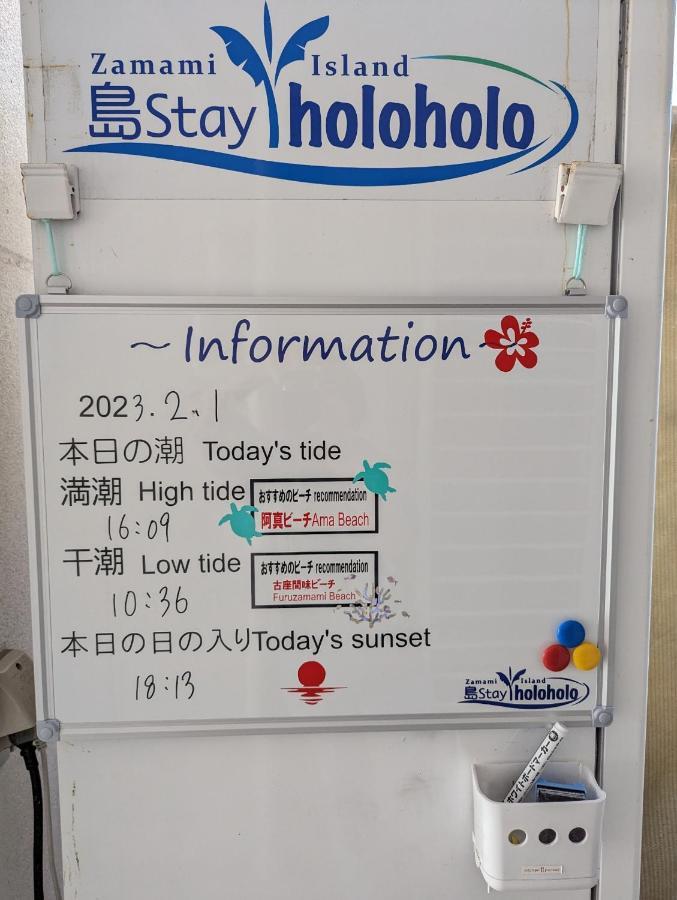 Zamami Island
島Stay holoholo
~ Information ~
2023.2.1
本日の潮 Today's tide
満潮 High tide
おすすめのビーチ recommendation
阿真ビーチAma Beach
16:09
干潮 Low tide
おすすめのビーチ recommendation
古座間味ビーチ
Furuzamami Beach
10:36
本日の日の入りToday's sunset
18:13
Zamami Island
島Stay holoholo
ホワイトボードマーカー